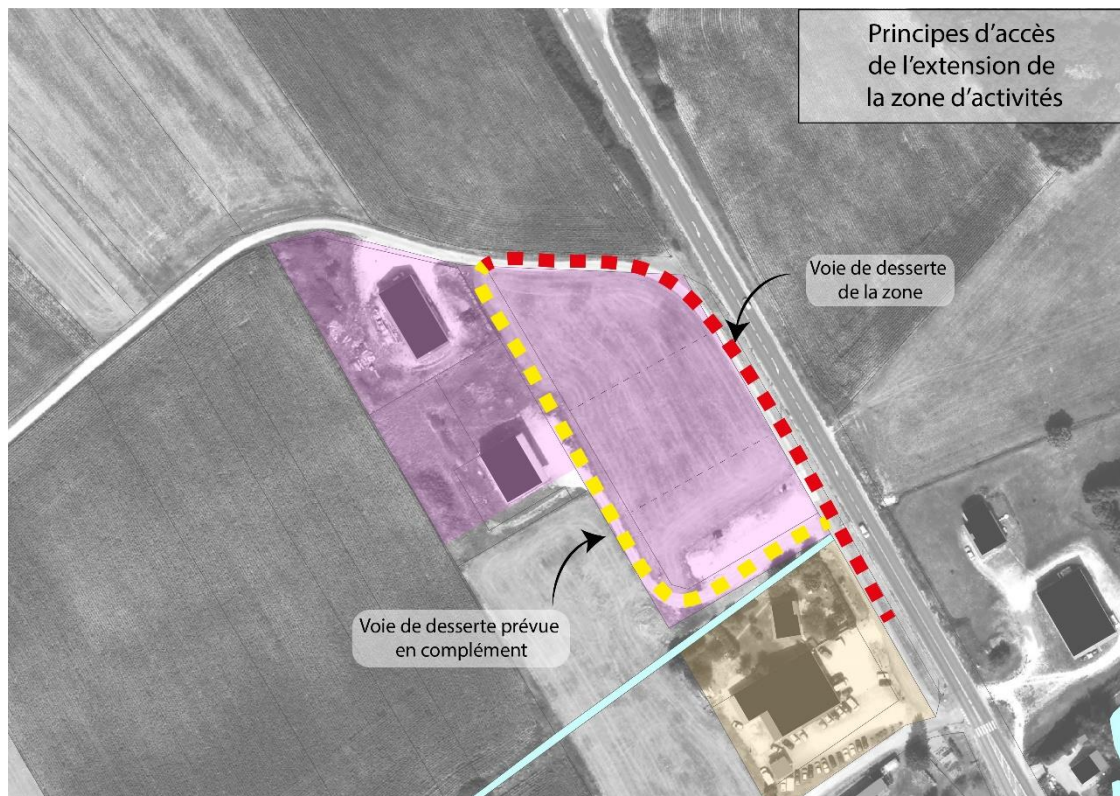 Principes d'accès
de l'extension de
la zone d'activités
Voie de desserte
de la zone
Voie de desserte prévue
en complément